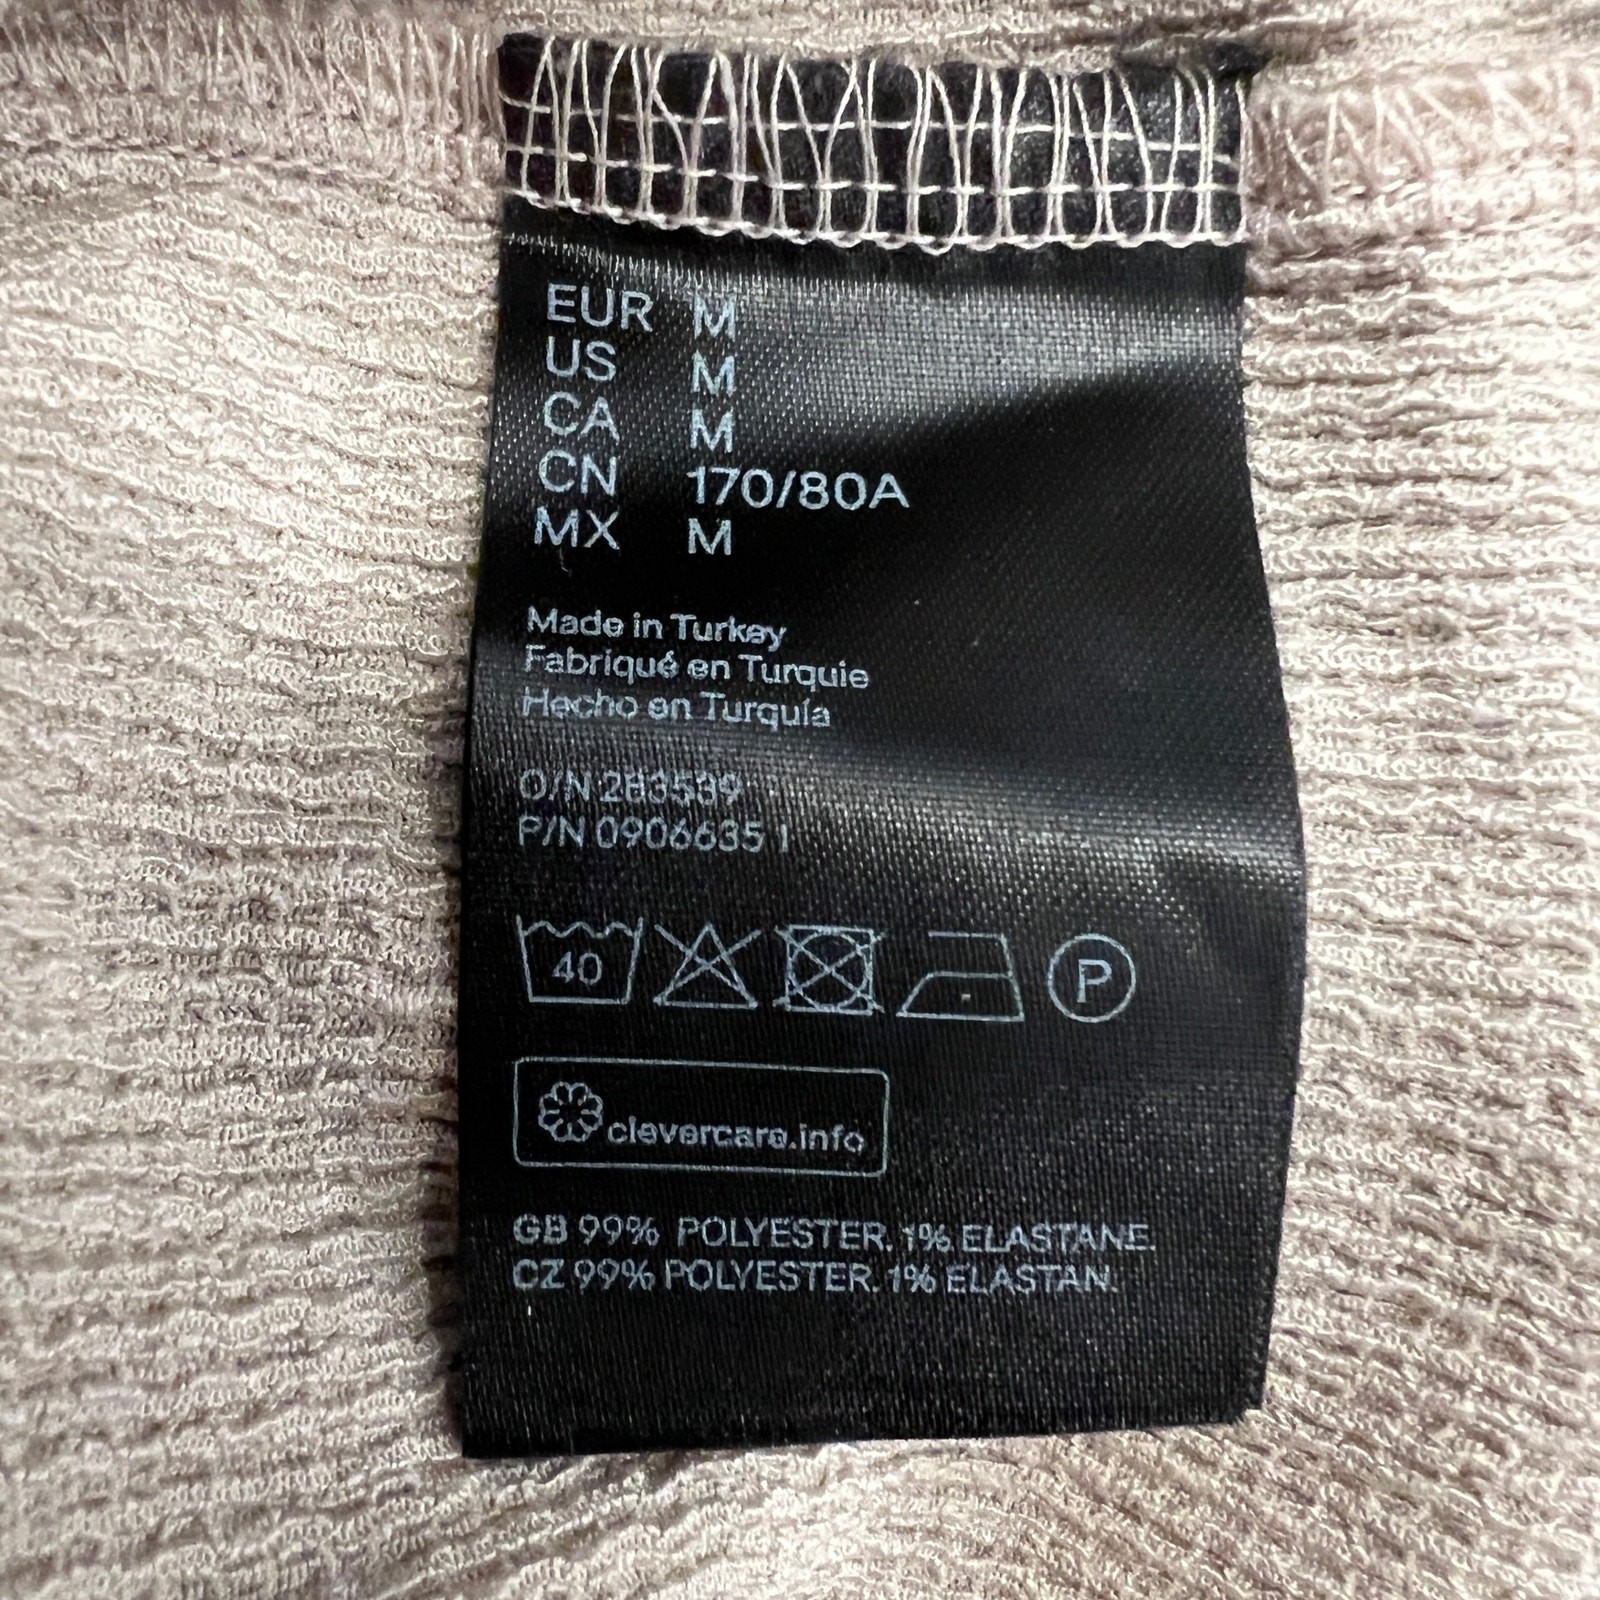 EUR M
US M
CA M
CN 170/80A
MX M
Made in Turkey
Fabriqué en Turquie
Hecho en Turquía
O/N 283539
P/N 0906635 1
40
P
clevercare.info
GB 99% POLYESTER. 1% ELASTANE.
CZ 99% POLYESTER. 1% ELASTAN.